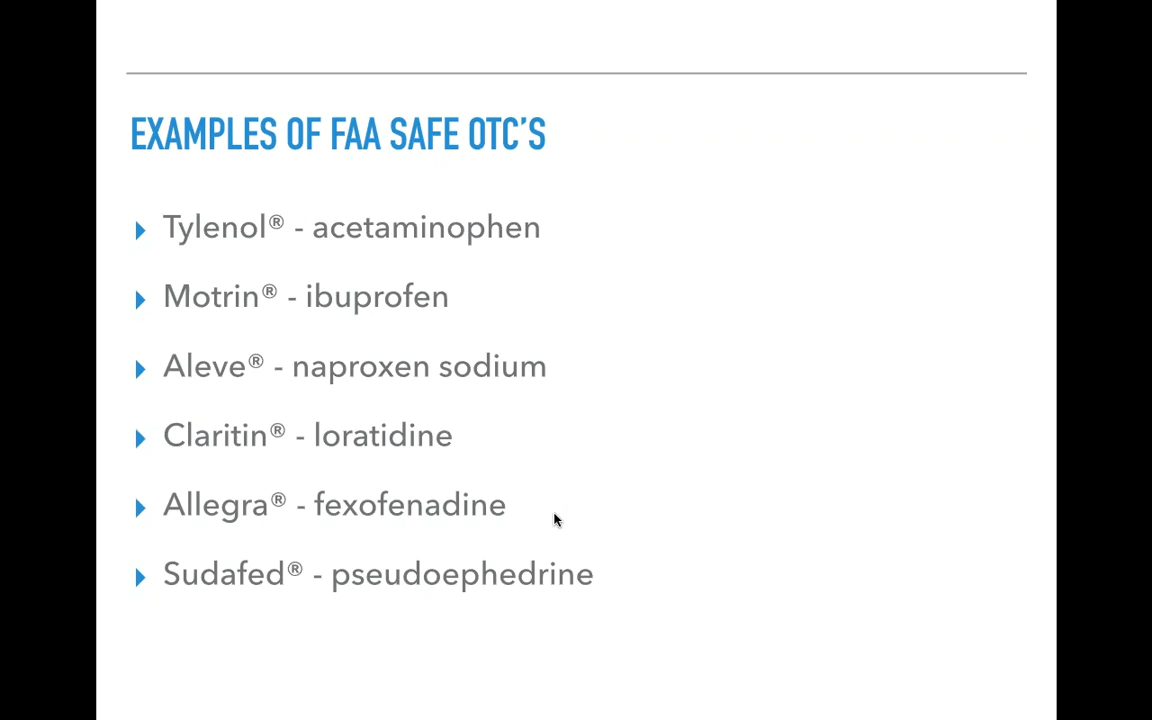 EXAMPLES OF FAA SAFE OTC'S
Tylenol® - acetaminophen
Motrin® - ibuprofen
Aleve® - naproxen sodium
Claritin® - loratidine
Allegra® - fexofenadine
Sudafed® - pseudoephedrine